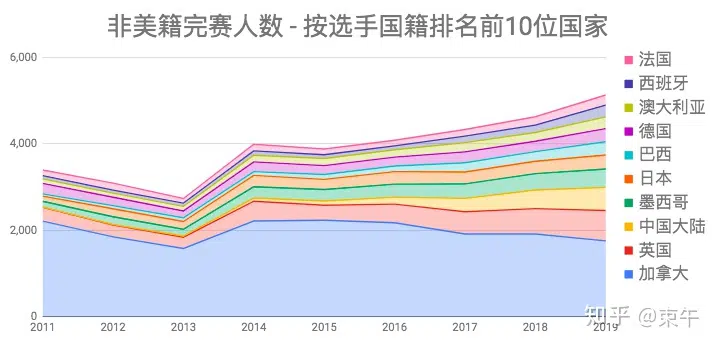 非美籍完赛人数 - 按选手国籍排名前10位国家
6,000
4,000
2,000
0
2011 2012 2013 2014 2015 2016 2017 2018 2019
法国
西班牙
澳大利亚
德国
巴西
日本
墨西哥
中国大陆
英国
加拿大
知乎 @束午